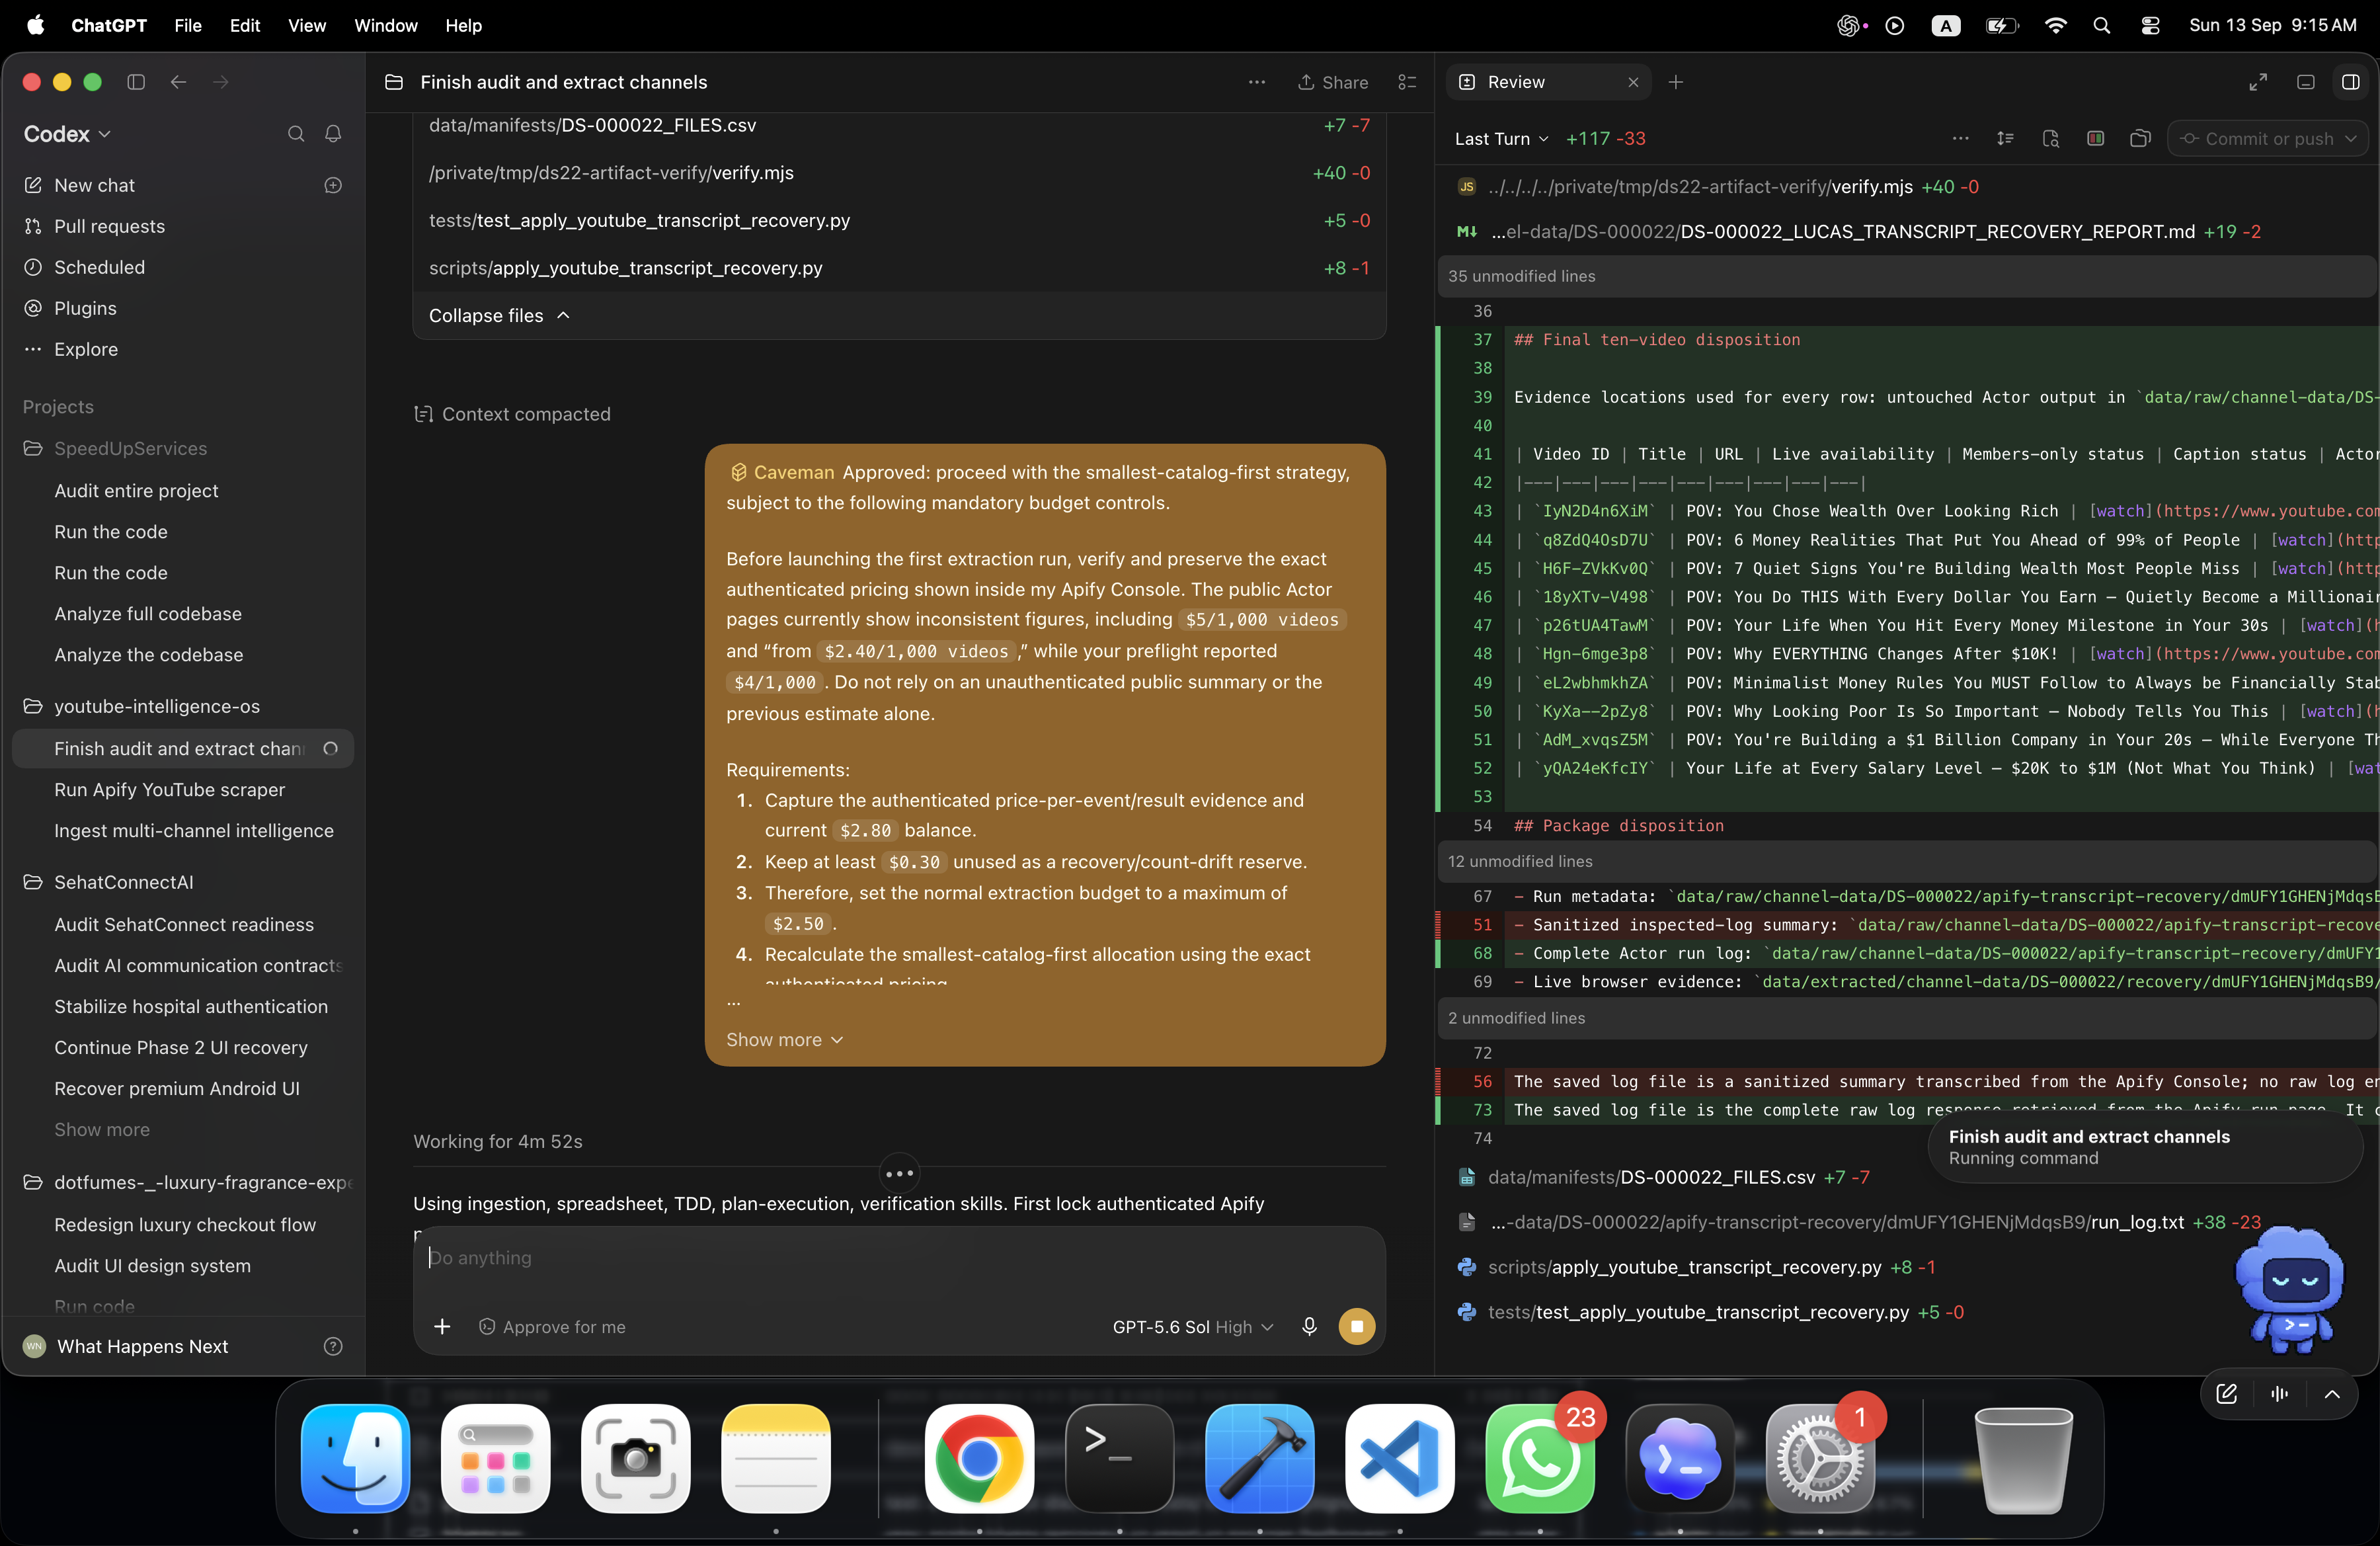 ChatGPT File Edit View Window Help
A
Sun 13 Sep 9:15 AM
Codex
New chat
Pull requests
Scheduled
Plugins
Explore
Projects
SpeedUpServices
Audit entire project
Run the code
Run the code
Analyze full codebase
Analyze the codebase
youtube-intelligence-os
Finish audit and extract chan
Run Apify YouTube scraper
Ingest multi-channel intelligence
SehatConnectAI
Audit SehatConnect readiness
Audit AI communication contracts
Stabilize hospital authentication
Continue Phase 2 UI recovery
Recover premium Android UI
Show more
dotfumes-_-luxury-fragrance-expe
Redesign luxury checkout flow
Audit UI design system
Run code
WN What Happens Next
Finish audit and extract channels
Share
data/manifests/DS-000022_FILES.csv +7 -7
/private/tmp/ds22-artifact-verify/verify.mjs +40 -0
tests/test_apply_youtube_transcript_recovery.py +5 -0
scripts/apply_youtube_transcript_recovery.py +8 -1
Collapse files
Context compacted
Caveman Approved: proceed with the smallest-catalog-first strategy,
subject to the following mandatory budget controls.
Before launching the first extraction run, verify and preserve the exact
authenticated pricing shown inside my Apify Console. The public Actor
pages currently show inconsistent figures, including $5/1,000 videos
and “from $2.40/1,000 videos,” while your preflight reported
$4/1,000. Do not rely on an unauthenticated public summary or the
previous estimate alone.
Requirements:
1. Capture the authenticated price-per-event/result evidence and
current $2.80 balance.
2. Keep at least $0.30 unused as a recovery/count-drift reserve.
3. Therefore, set the normal extraction budget to a maximum of
$2.50.
4. Recalculate the smallest-catalog-first allocation using the exact
authenticated pricing
...
Show more
Working for 4m 52s
Using ingestion, spreadsheet, TDD, plan-execution, verification skills. First lock authenticated Apify
Do anything
Approve for me
GPT-5.6 Sol High
Review
Last Turn +117 -33
Commit or push
JS ../../../../private/tmp/ds22-artifact-verify/verify.mjs +40 -0
M↓ ...el-data/DS-000022/DS-000022_LUCAS_TRANSCRIPT_RECOVERY_REPORT.md +19 -2
35 unmodified lines
36
37 ## Final ten-video disposition
38
39 Evidence locations used for every row: untouched Actor output in `data/raw/channel-data/DS-
40
41 | Video ID | Title | URL | Live availability | Members-only status | Caption status | Actor
42 |---|---|---|---|---|---|---|---|---|
43 | `IyN2D4n6XiM` | POV: You Chose Wealth Over Looking Rich | [watch](https://www.youtube.com
44 | `q8ZdQ4OsD7U` | POV: 6 Money Realities That Put You Ahead of 99% of People | [watch](http
45 | `H6F-ZVkKv0Q` | POV: 7 Quiet Signs You're Building Wealth Most People Miss | [watch](htt
46 | `18yXTv-V498` | POV: You Do THIS With Every Dollar You Earn — Quietly Become a Millionair
47 | `p26tUA4TawM` | POV: Your Life When You Hit Every Money Milestone in Your 30s | [watch](h
48 | `Hgn-6mge3p8` | POV: Why EVERYTHING Changes After $10K! | [watch](https://www.youtube.com
49 | `eL2wbhmkhZA` | POV: Minimalist Money Rules You MUST Follow to Always be Financially Stab
50 | `KyXa--2pZy8` | POV: Why Looking Poor Is So Important — Nobody Tells You This | [watch](h
51 | `AdM_xvqsZ5M` | POV: You're Building a $1 Billion Company in Your 20s — While Everyone Th
52 | `yQA24eKfcIY` | Your Life at Every Salary Level — $20K to $1M (Not What You Think) | [wat
53
54 ## Package disposition
12 unmodified lines
67 - Run metadata: `data/raw/channel-data/DS-000022/apify-transcript-recovery/dmUFY1GHENjMdqsB
51 - Sanitized inspected-log summary: `data/raw/channel-data/DS-000022/apify-transcript-recove
68 - Complete Actor run log: `data/raw/channel-data/DS-000022/apify-transcript-recovery/dmUFY1
69 - Live browser evidence: `data/extracted/channel-data/DS-000022/recovery/dmUFY1GHENjMdqsB9/
2 unmodified lines
72
56 The saved log file is a sanitized summary transcribed from the Apify Console; no raw log en
73 The saved log file is the complete raw log response retrieved from the Apify run page. It
74
Finish audit and extract channels
Running command
data/manifests/DS-000022_FILES.csv +7 -7
...-data/DS-000022/apify-transcript-recovery/dmUFY1GHENjMdqsB9/run_log.txt +38 -23
scripts/apply_youtube_transcript_recovery.py +8 -1
tests/test_apply_youtube_transcript_recovery.py +5 -0
23
1